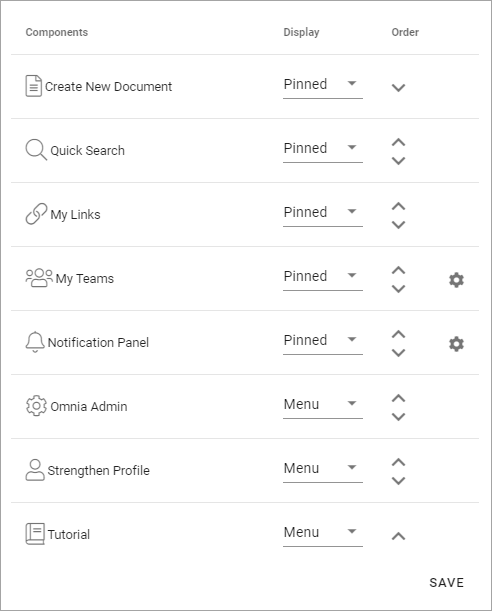 Components Display Order
Create New Document Pinned
Quick Search Pinned
My Links Pinned
My Teams Pinned
Notification Panel Pinned
Omnia Admin Menu
Strengthen Profile Menu
Tutorial Menu
SAVE